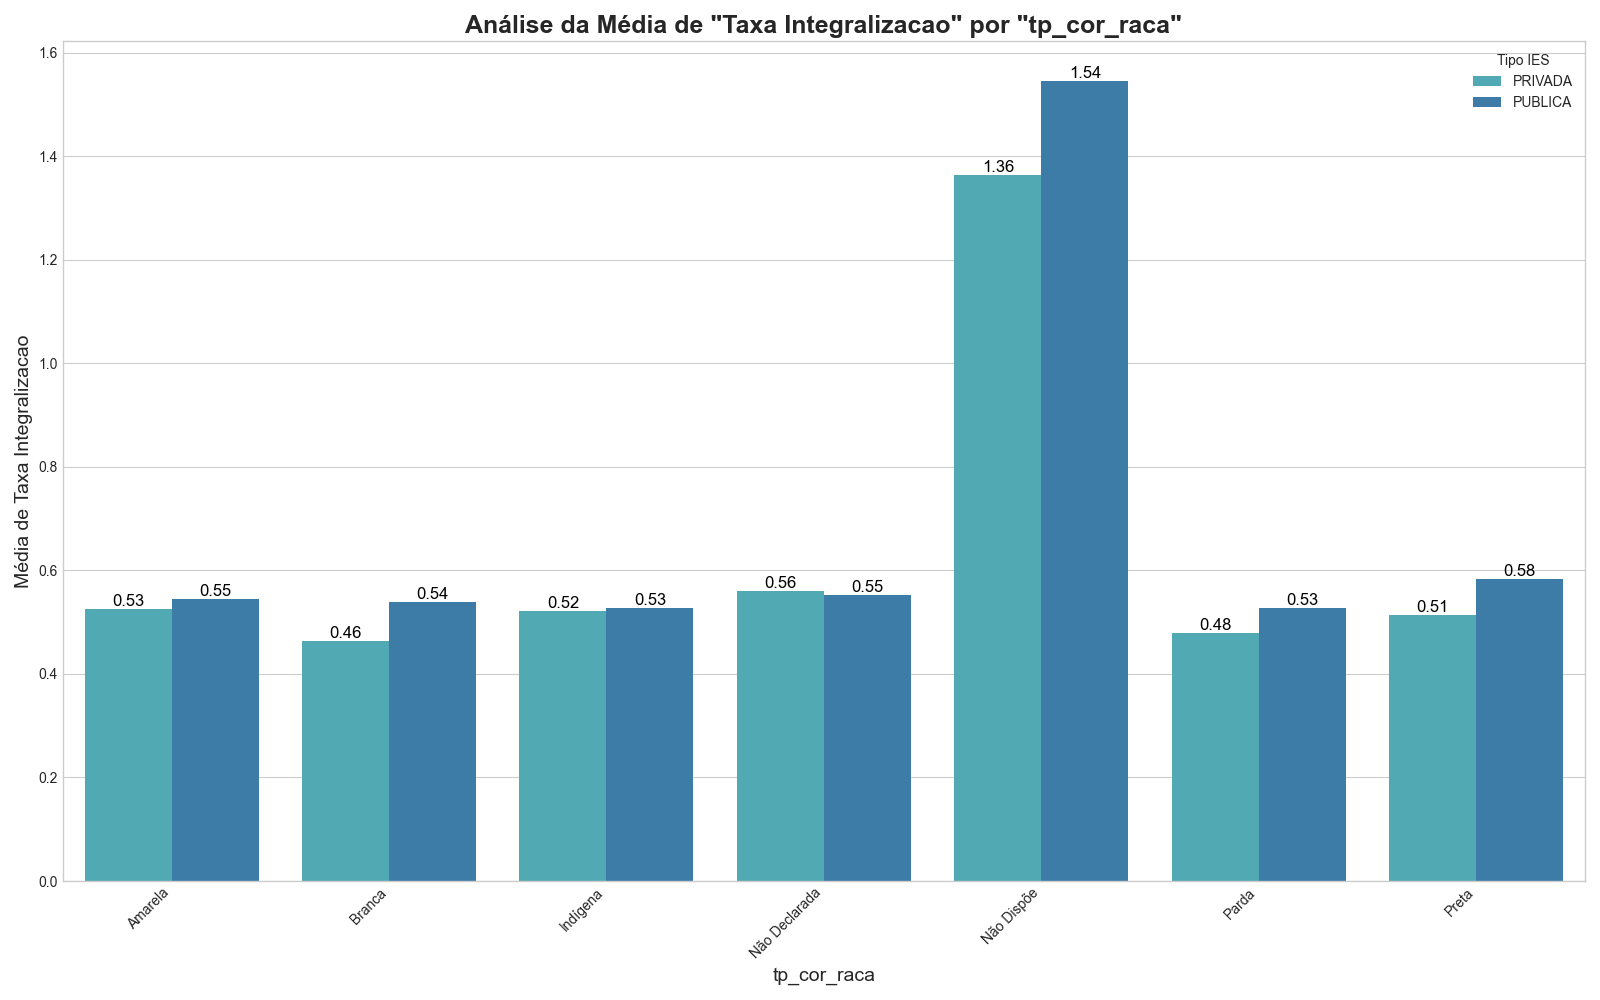 Análise da Média de "Taxa Integralizacao" por "tp_cor_raca"
Tipo IES
PRIVADA
PUBLICA
Média de Taxa Integralizacao
1.6
1.4
1.2
1.0
0.8
0.6
0.4
0.2
0.0
0.53
0.55
0.46
0.54
0.52
0.53
0.56
0.55
1.36
1.54
0.48
0.53
0.51
0.58
Amarela
Branca
Indígena
Não Declarada
Não Dispõe
Parda
Preta
tp_cor_raca